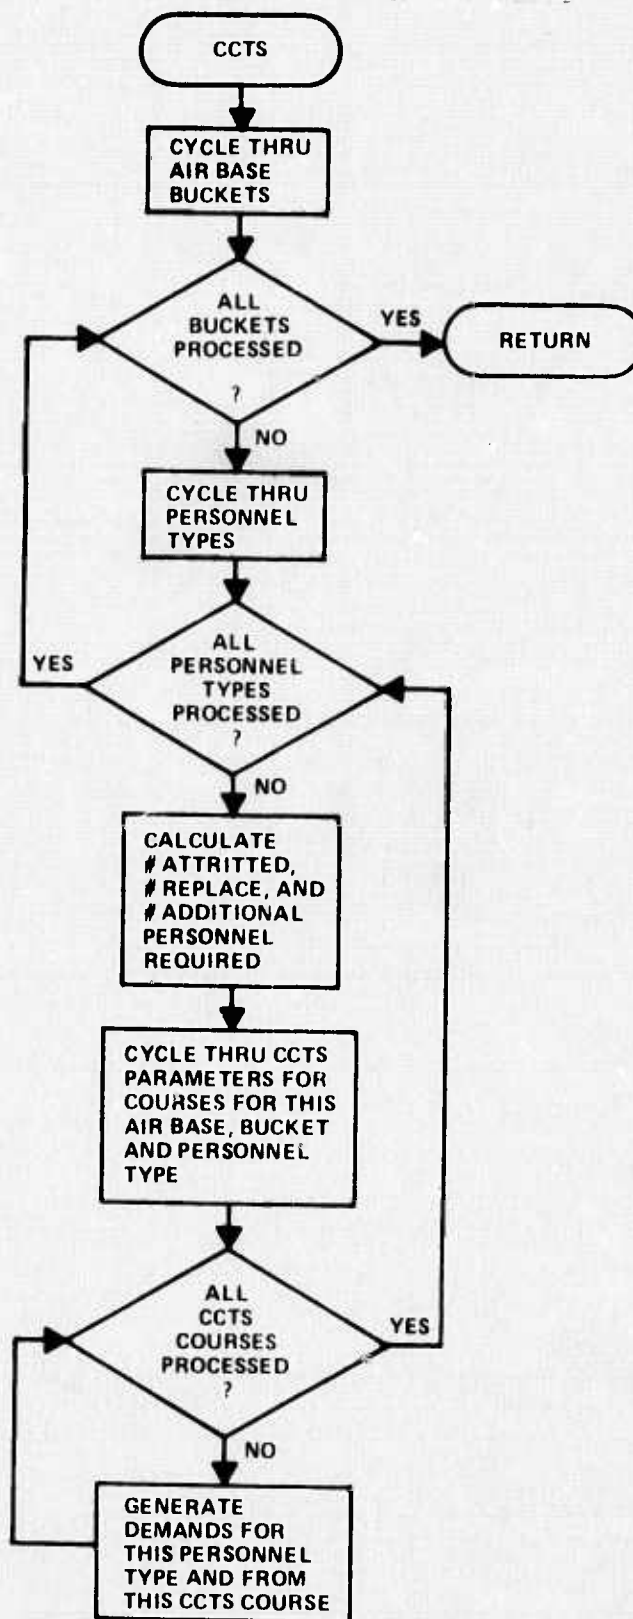 CCTS
CYCLE THRU
AIR BASE
BUCKETS
ALL
BUCKETS
PROCESSED
?
YES
RETURN
NO
CYCLE THRU
PERSONNEL
TYPES
ALL
PERSONNEL
TYPES
PROCESSED
?
YES
NO
CALCULATE
# ATTRITTED,
# REPLACE, AND
# ADDITIONAL
PERSONNEL
REQUIRED
CYCLE THRU CCTS
PARAMETERS FOR
COURSES FOR THIS
AIR BASE, BUCKET
AND PERSONNEL
TYPE
ALL
CCTS
COURSES
PROCESSED
?
YES
NO
GENERATE
DEMANDS FOR
THIS PERSONNEL
TYPE AND FROM
THIS CCTS COURSE